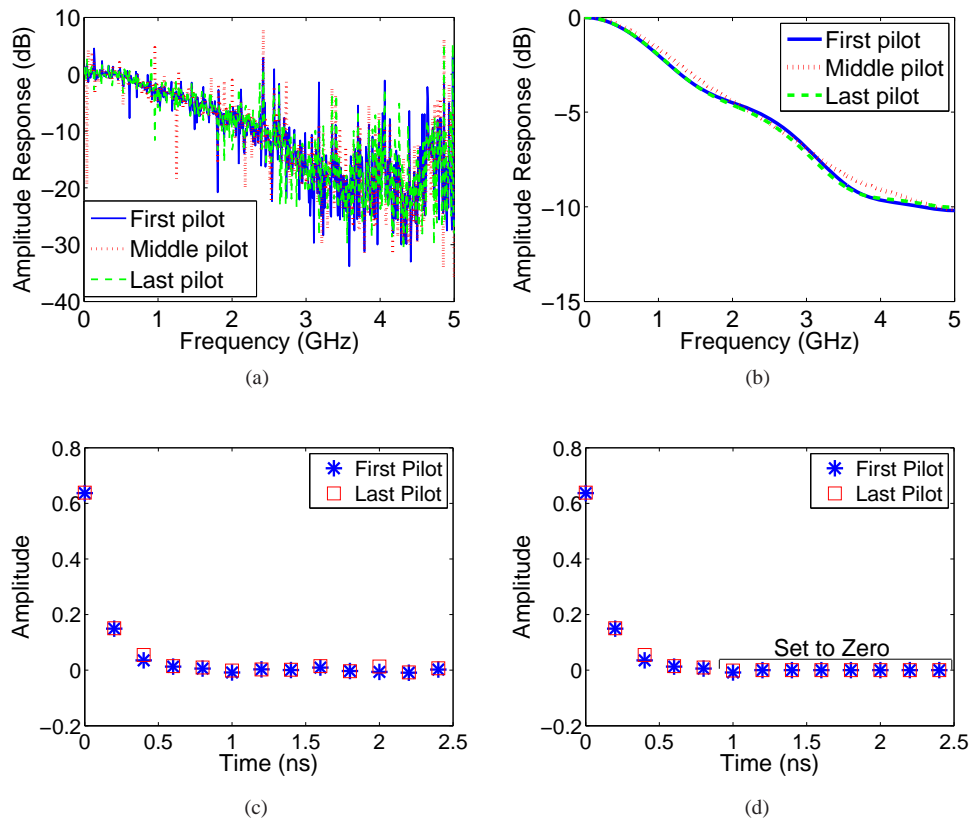 10
0
−10
−20
−30
−40
Amplitude Response (dB)
First pilot
Middle pilot
Last pilot
0 1 2 3 4 5
Frequency (GHz)
(a)
0
−5
−10
−15
Amplitude Response (dB)
First pilot
Middle pilot
Last pilot
0 1 2 3 4 5
Frequency (GHz)
(b)
0.8
0.6
0.4
0.2
0
−0.2
Amplitude
First Pilot
Last Pilot
0 0.5 1 1.5 2 2.5
Time (ns)
(c)
0.8
0.6
0.4
0.2
0
−0.2
Amplitude
First Pilot
Last Pilot
Set to Zero
0 0.5 1 1.5 2 2.5
Time (ns)
(d)